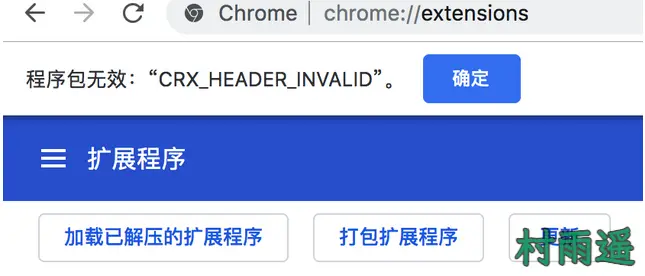 Chrome | chrome://extensions
程序包无效：“CRX_HEADER_INVALID”。 确定
扩展程序
加载已解压的扩展程序 打包扩展程序 更新
村雨遥